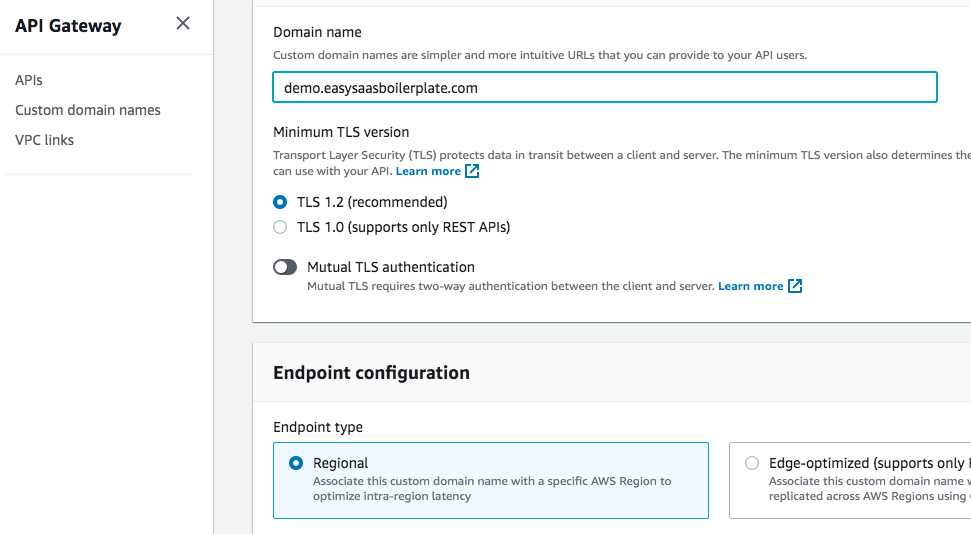 API Gateway
APIs
Custom domain names
VPC links
Domain name
Custom domain names are simpler and more intuitive URLs that you can provide to your API users.
demo.easysaasboilerplate.com
Minimum TLS version
Transport Layer Security (TLS) protects data in transit between a client and server. The minimum TLS version also determines the
can use with your API. Learn more
TLS 1.2 (recommended)
TLS 1.0 (supports only REST APIs)
Mutual TLS authentication
Mutual TLS requires two-way authentication between the client and server. Learn more
Endpoint configuration
Endpoint type
Regional
Associate this custom domain name with a specific AWS Region to
optimize intra-region latency
Edge-optimized (supports only
Associate this custom domain name
replicated across AWS Regions using